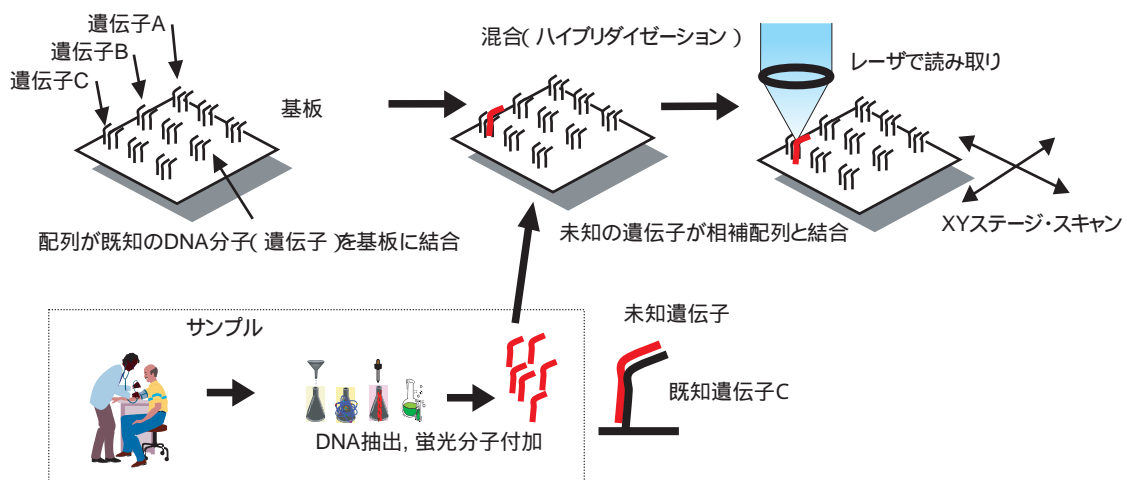 遺伝子A
遺伝子B
遺伝子C
基板
混合( ハイブリダイゼーション )
レーザで読み取り
配列が既知のDNA分子( 遺伝子 )を基板に結合
未知の遺伝子が相補配列と結合
XYステージ・スキャン
サンプル
DNA抽出, 蛍光分子付加
未知遺伝子
既知遺伝子C